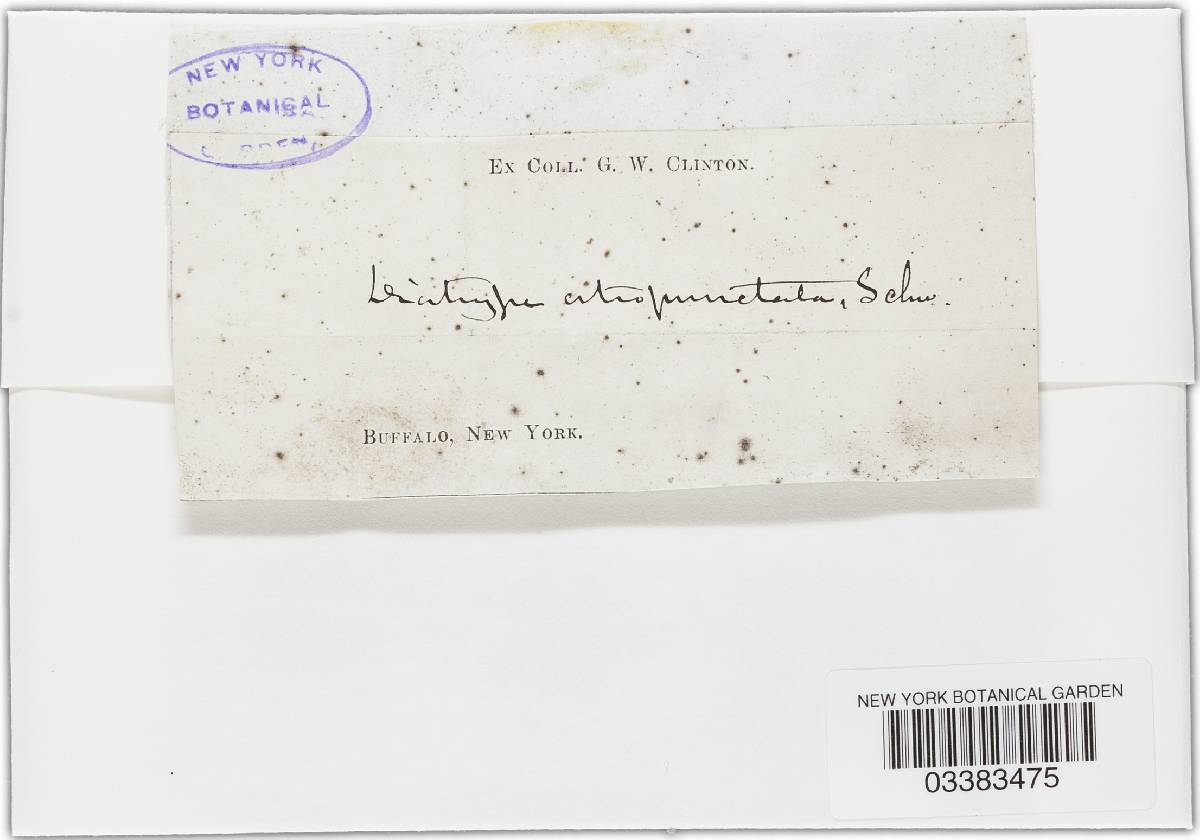 NEW YORK
BOTANICAL
EX COLL. G. W. CLINTON.
Diatrype atropunctata, Schw.
BUFFALO, NEW YORK.
NEW YORK BOTANICAL GARDEN
03383475